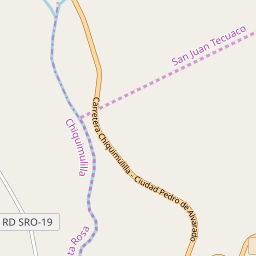 San Juan Tecuaco
Carretera Chiquimulilla - Ciudad Pedro de Alvarado
Chiquimulilla
RD SRO-19
ta Rosa